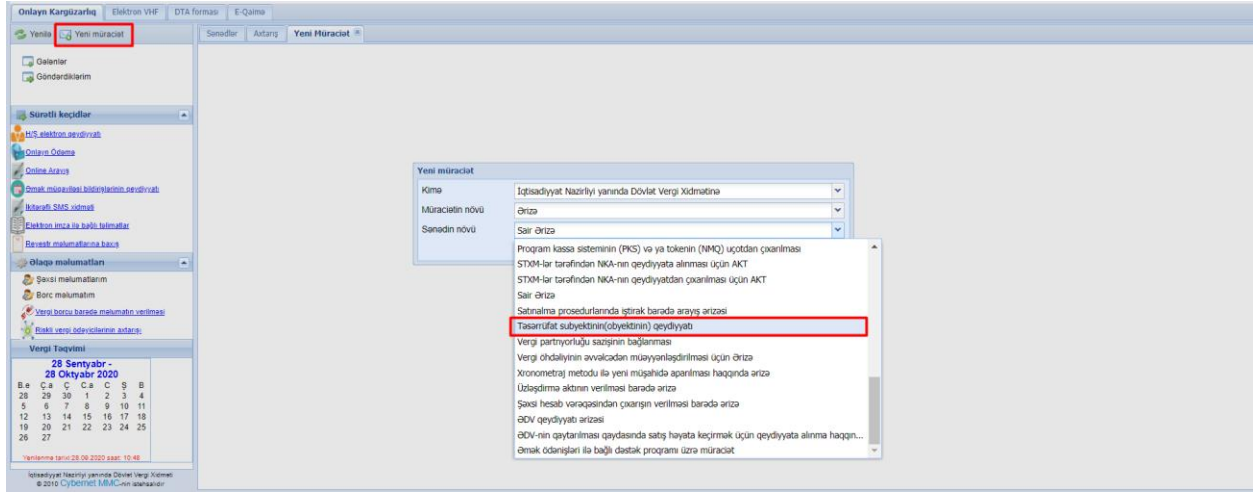 Onlayn Kargüzarlıq Elektron VHF DTA forması E-Qaimə
Yenilə Yeni müraciət Sənədlər Axtarış Yeni Müraciət
Gələnlər
Göndərdiklərim
Sürətli keçidlər
H/Ş elektron qeydiyyatı
Onlayn Ödəmə
Online Arayış
Əmək müqaviləsi bildirişlərinin qeydiyyatı
İkitərəfli SMS xidməti
Elektron imza ilə bağlı təlimatlar
Reyestr məlumatlarına baxış
Əlaqə məlumatları
Şəxsi məlumatlarım
Borc məlumatım
Vergi borcu barədə məlumatın verilməsi
Riskli vergi ödəyicilərinin axtarışı
Vergi Təqvimi
28 Sentyabr -
28 Oktyabr 2020
B.e Ç.a Ç C.a C Ş B
28 29 30 1 2 3 4
5 6 7 8 9 10 11
12 13 14 15 16 17 18
19 20 21 22 23 24 25
26 27
Yenilənmə tarixi:28.09.2020 saat: 10:48
İqtisadiyyat Nazirliyi yanında Dövlət Vergi Xidməti
© 2010 Cybernet MMC-nin istehsalıdır
Yeni müraciət
Kimə İqtisadiyyat Nazirliyi yanında Dövlət Vergi Xidmətinə
Müraciətin növü Ərizə
Sənədin növü Sair Ərizə
Proqram kassa sisteminin (PKS) və ya tokenin (NMQ) uçotdan çıxarılması
STXM-lər tərəfindən NKA-nın qeydiyyata alınması üçün AKT
STXM-lər tərəfindən NKA-nın qeydiyyatdan çıxarılması üçün AKT
Sair Ərizə
Satınalma prosedurlarında iştirak barədə arayış ərizəsi
Təsərrüfat subyektinin(obyektinin) qeydiyyatı
Vergi partnyorluğu sazişinin bağlanması
Vergi öhdəliyinin əvvəlcədən müəyyənləşdirilməsi üçün Ərizə
Xronometraj metodu ilə yeni müşahidə aparılması haqqında ərizə
Üzləşdirmə aktının verilməsi barədə ərizə
Şəxsi hesab vərəqəsindən çıxarışın verilməsi barədə ərizə
ƏDV qeydiyyatı ərizəsi
ƏDV-nin qaytarılması qaydasında satış həyata keçirmək üçün qeydiyyata alınma haqqın...
Əmək ödənişləri ilə bağlı dəstək proqramı üzrə müraciət